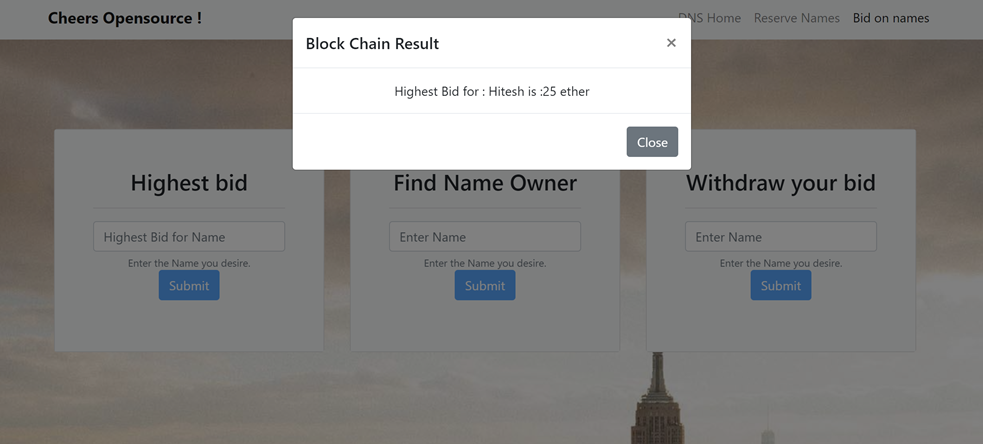 Cheers Opensource !
DNS Home Reserve Names Bid on names
Block Chain Result
×
Highest Bid for : Hitesh is :25 ether
Close
Highest bid
Highest Bid for Name
Enter the Name you desire.
Submit
Find Name Owner
Enter Name
Enter the Name you desire.
Submit
Withdraw your bid
Enter Name
Enter the Name you desire.
Submit